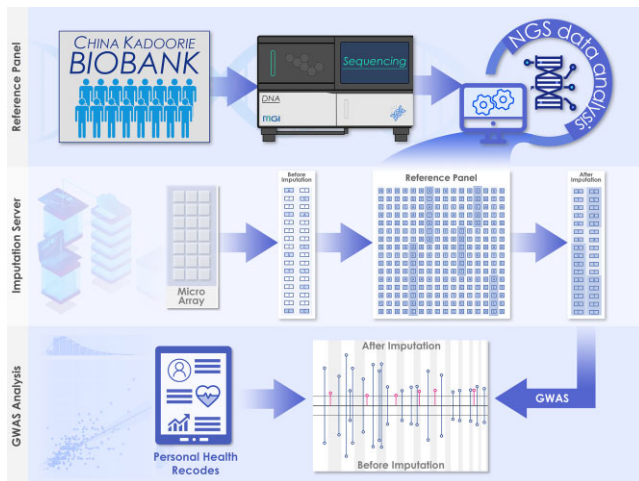 Reference Panel
CHINA KADOORIE
BIOBANK
Sequencing
DNA
MGI
NGS data analysis
Imputation Server
Micro
Array
Before
Imputation
Reference Panel
After
Imputation
GWAS Analysis
Personal Health
Recodes
After Imputation
Before Imputation
GWAS